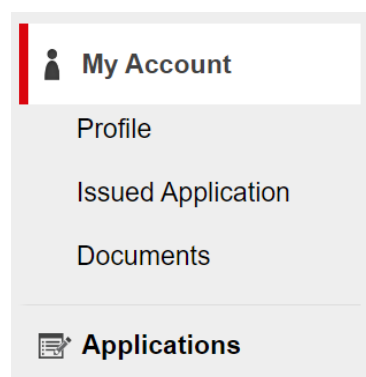 My Account
Profile
Issued Application
Documents
Applications